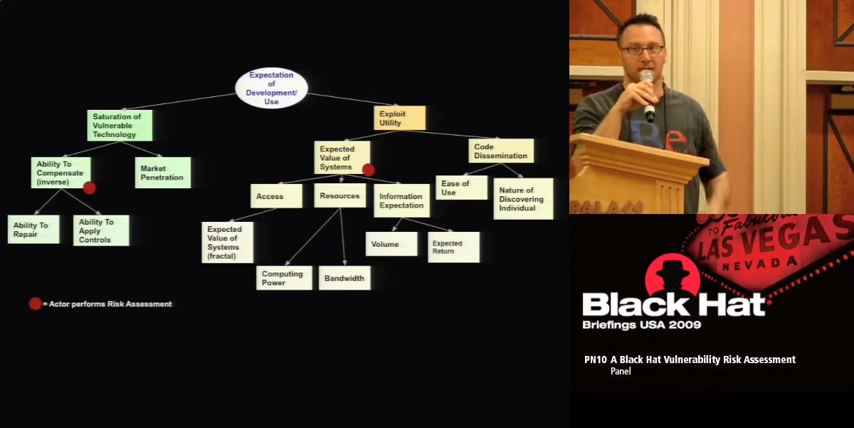 Expectation
of
Development/
Use
Saturation of
Vulnerable
Technology
Exploit
Utility
Ability To
Compensate
(inverse)
Market
Penetration
Expected
Value of
Systems
Code
Dissemination
Ability To
Repair
Ability To
Apply
Controls
Access
Resources
Information
Expectation
Ease of
Use
Nature of
Discovering
Individual
Expected
Value of
Systems
(fractal)
Volume
Expected
Return
Computing
Power
Bandwidth
= Actor performs Risk Assessment
TO Fabulous
LAS VEGAS
NEVADA
Black Hat
Briefings USA 2009
PN10 A Black Hat Vulnerability Risk Assessment
Panel